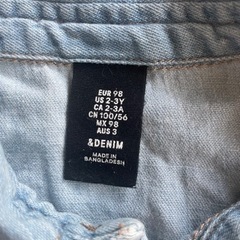 EUR 98
US 2-3Y
CA 2-3A
CN 100/56
MX 98
AUS 3
&DENIM
MADE IN
BANGLADESH